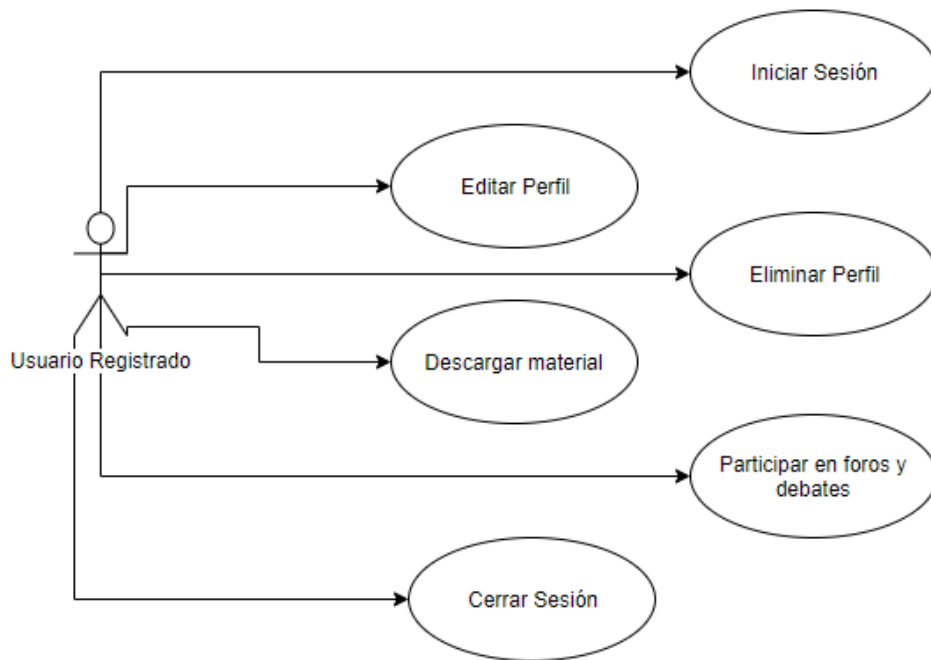 Iniciar Sesión
Editar Perfil
Eliminar Perfil
Usuario Registrado
Descargar material
Participar en foros y
debates
Cerrar Sesión